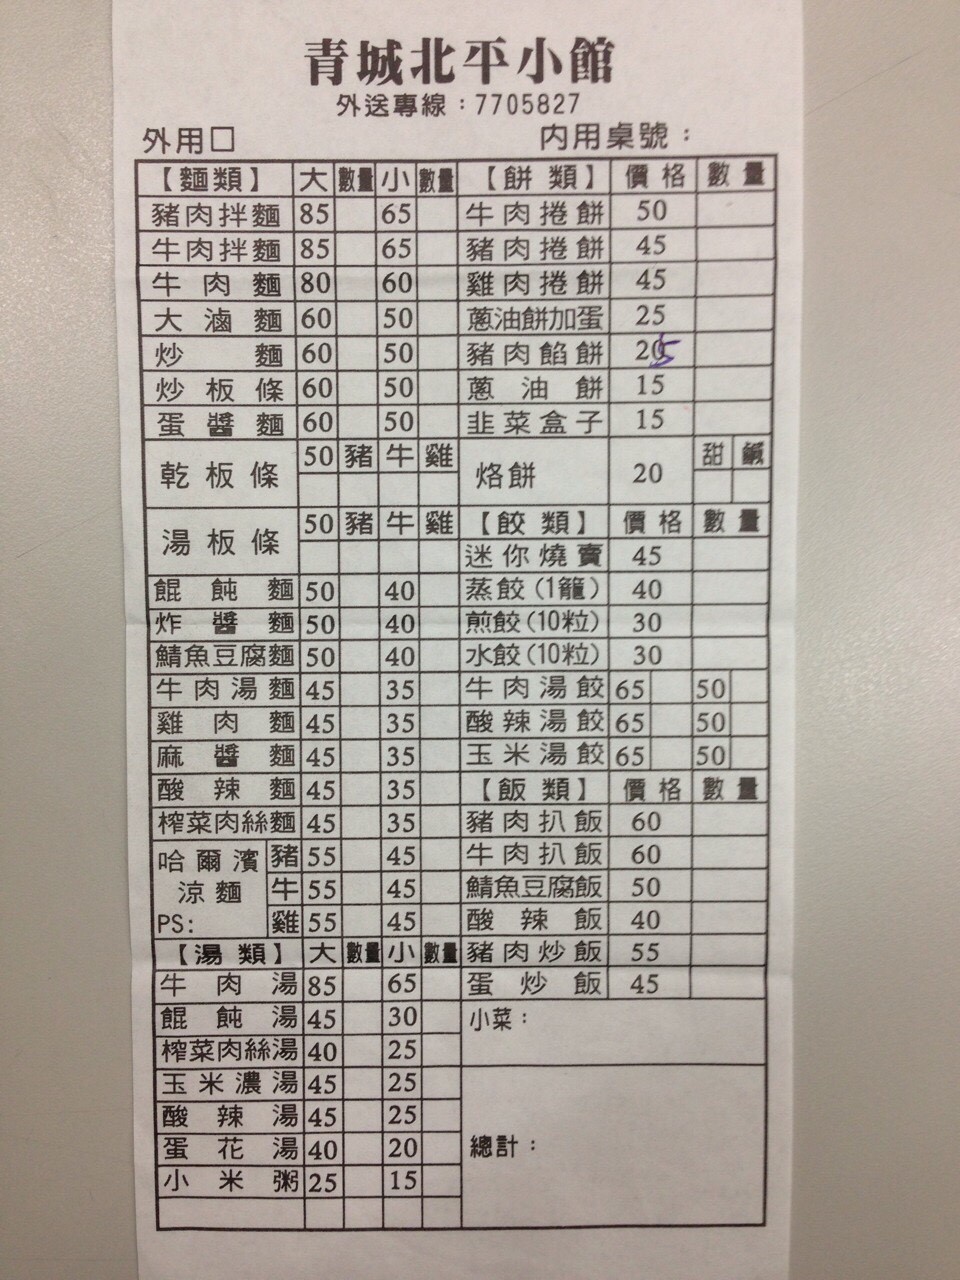 青城北平小館
外送專線：7705827
外用□ 內用桌號：
【麵類】 大 數量 小 數量 【餅類】 價格 數量
豬肉拌麵 85 65 牛肉捲餅 50
牛肉拌麵 85 65 豬肉捲餅 45
牛肉麵 80 60 雞肉捲餅 45
大滷麵 60 50 蔥油餅加蛋 25
炒麵 60 50 豬肉餡餅 25
炒板條 60 50 蔥油餅 15
蛋醬麵 60 50 韭菜盒子 15
乾板條 50 豬 牛 雞 烙餅 20 甜 鹹
湯板條 50 豬 牛 雞 【餃類】 價格 數量
迷你燒賣 45
餛飩麵 50 40 蒸餃(1籠) 40
炸醬麵 50 40 煎餃(10粒) 30
鯖魚豆腐麵 50 40 水餃(10粒) 30
牛肉湯麵 45 35 牛肉湯餃 65 50
雞肉麵 45 35 酸辣湯餃 65 50
麻醬麵 45 35 玉米湯餃 65 50
酸辣麵 45 35 【飯類】 價格 數量
榨菜肉絲麵 45 35 豬肉扒飯 60
哈爾濱 豬 55 45 牛肉扒飯 60
涼麵 牛 55 45 鯖魚豆腐飯 50
PS: 雞 55 45 酸辣飯 40
【湯類】 大 數量 小 數量 豬肉炒飯 55
牛肉湯 85 65 蛋炒飯 45
餛飩湯 45 30 小菜：
榨菜肉絲湯 40 25
玉米濃湯 45 25
酸辣湯 45 25
蛋花湯 40 20 總計：
小米粥 25 15